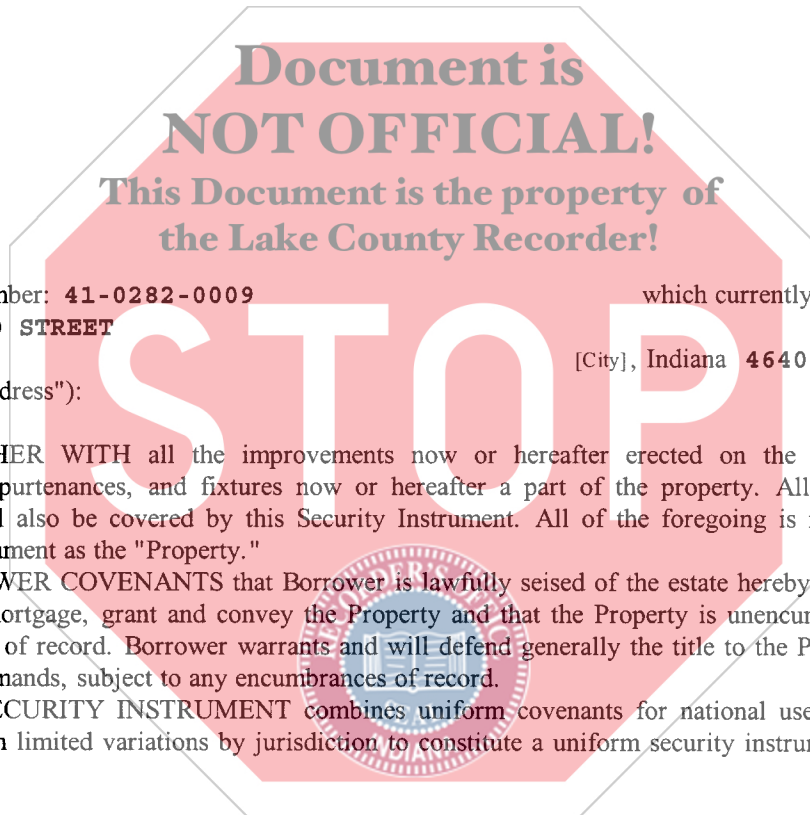 Document is
NOT OFFICIAL!
This Document is the property of
the Lake County Recorder!
mber: 41-0282-0009 which currently
STREET
[City], Indiana 4640
dress"):
STOP
HER WITH all the improvements now or hereafter erected on the
purtenances, and fixtures now or hereafter a part of the property. All
also be covered by this Security Instrument. All of the foregoing is
ument as the "Property."
WER COVENANTS that Borrower is lawfully seised of the estate hereby
ortgage, grant and convey the Property and that the Property is unencum
of record. Borrower warrants and will defend generally the title to the P
mands, subject to any encumbrances of record.
ECURITY INSTRUMENT combines uniform covenants for national use
limited variations by jurisdiction to constitute a uniform security instrum
RECORDER'S OFFIC
INDIANA